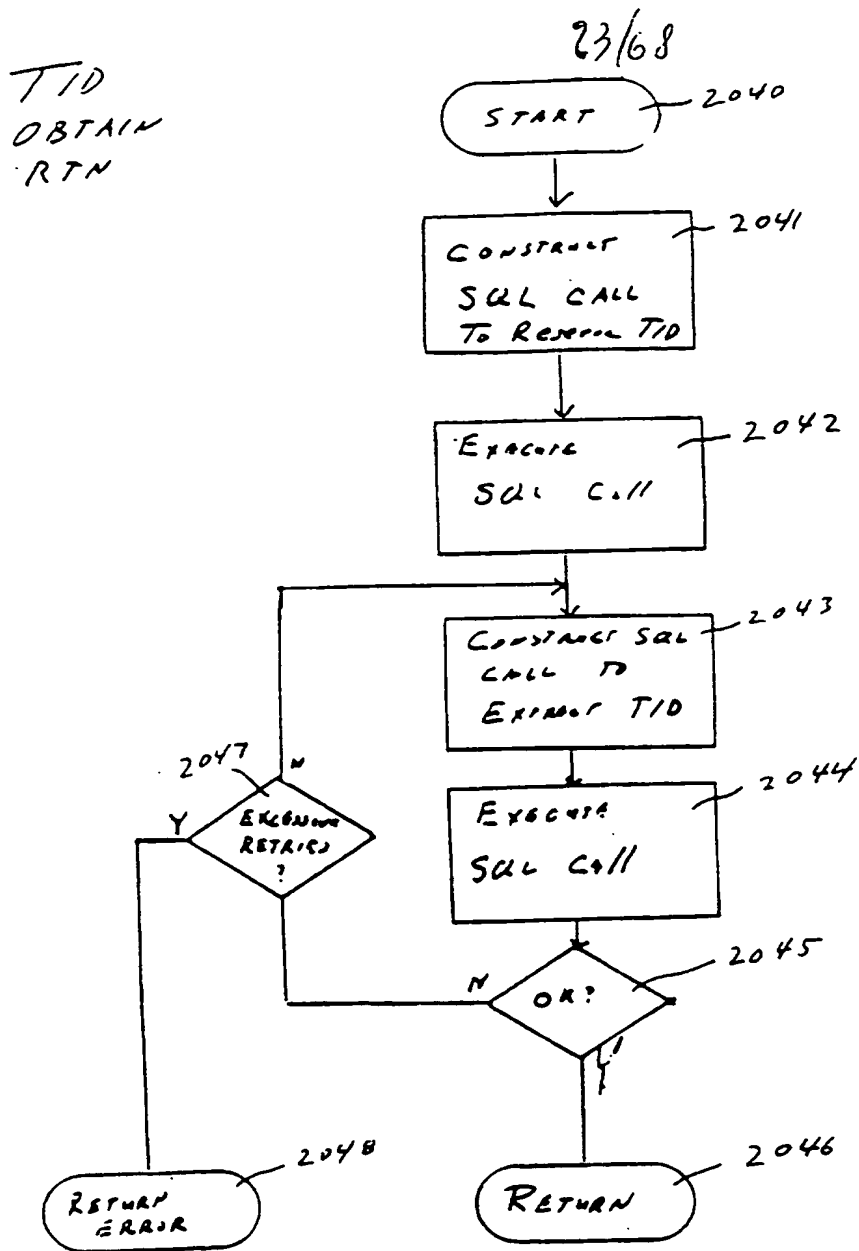 23/68
TID
OBTAIN
RTN
START
2040
CONSTRUCT
SQL CALL
To Reserve TID
2041
EXECUTE
SQL Call
2042
CONSTRUCT SQL
CALL TO
EXTRACT TID
2043
EXECUTE
SQL Call
2044
OK?
2045
N
Y
RETURN
2046
EXCESSIVE
RETRIES
?
2047
N
Y
RETURN
ERROR
2048